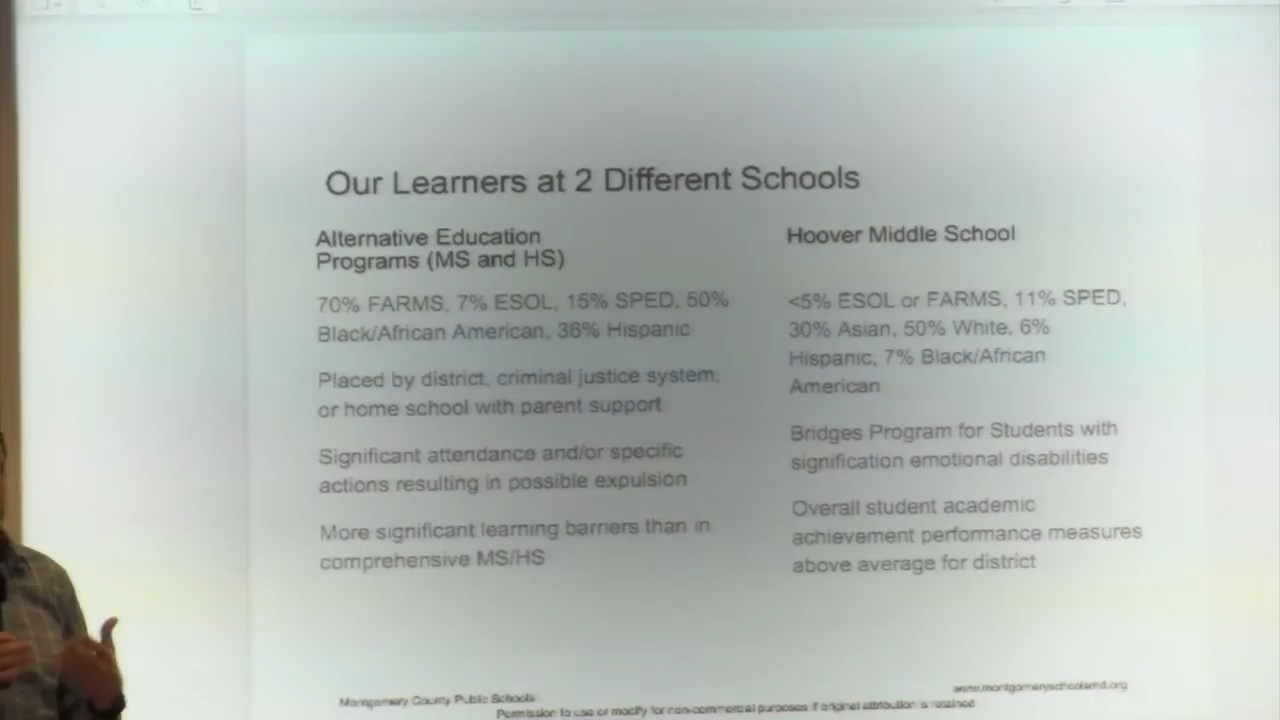 Our Learners at 2 Different Schools
Alternative Education
Programs (MS and HS)
70% FARMS, 7% ESOL, 15% SPED, 50%
Black/African American, 36% Hispanic
Placed by district, criminal justice system,
or home school with parent support
Significant attendance and/or specific
actions resulting in possible expulsion
More significant learning barriers than in
comprehensive MS/HS
Hoover Middle School
<5% ESOL or FARMS, 11% SPED,
30% Asian, 50% White, 6%
Hispanic, 7% Black/African
American
Bridges Program for Students with
signification emotional disabilities
Overall student academic
achievement performance measures
above average for district
Montgomery County Public Schools
www.montgomeryschoolsmd.org
Permission to use or modify for non-commercial purposes if original attribution is retained